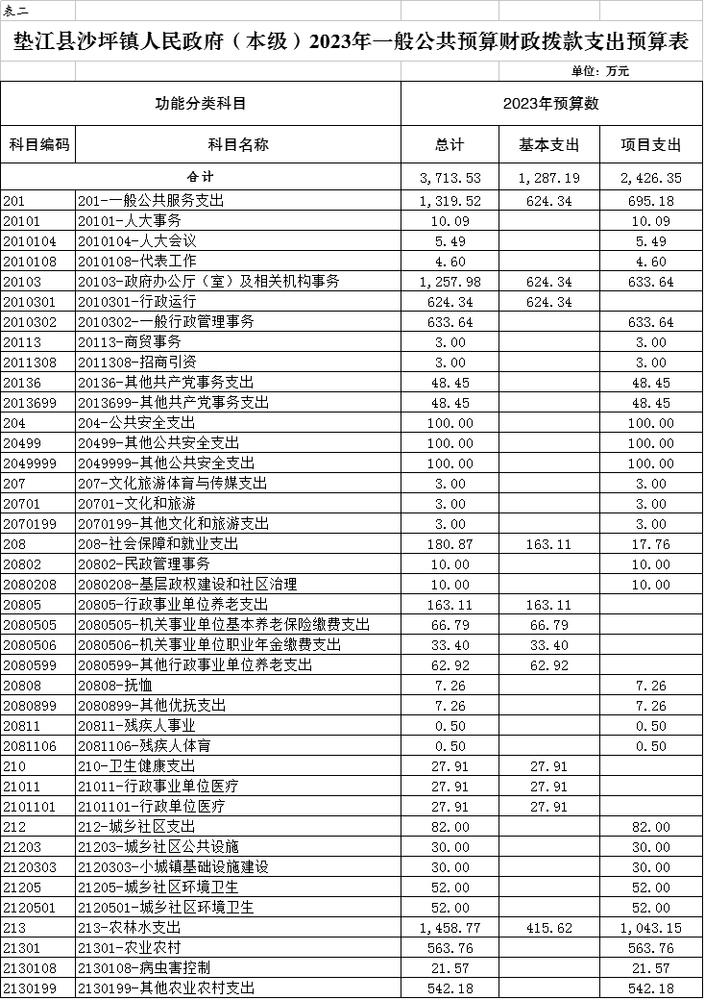 表二
垫江县沙坪镇人民政府（本级）2023年一般公共预算财政拨款支出预算表
单位：万元
功能分类科目 2023年预算数
科目编码 科目名称 总计 基本支出 项目支出
合计 3,713.53 1,287.19 2,426.35
201 201-一般公共服务支出 1,319.52 624.34 695.18
20101 20101-人大事务 10.09 10.09
2010104 2010104-人大会议 5.49 5.49
2010108 2010108-代表工作 4.60 4.60
20103 20103-政府办公厅（室）及相关机构事务 1,257.98 624.34 633.64
2010301 2010301-行政运行 624.34 624.34
2010302 2010302-一般行政管理事务 633.64 633.64
20113 20113-商贸事务 3.00 3.00
2011308 2011308-招商引资 3.00 3.00
20136 20136-其他共产党事务支出 48.45 48.45
2013699 2013699-其他共产党事务支出 48.45 48.45
204 204-公共安全支出 100.00 100.00
20499 20499-其他公共安全支出 100.00 100.00
2049999 2049999-其他公共安全支出 100.00 100.00
207 207-文化旅游体育与传媒支出 3.00 3.00
20701 20701-文化和旅游 3.00 3.00
2070199 2070199-其他文化和旅游支出 3.00 3.00
208 208-社会保障和就业支出 180.87 163.11 17.76
20802 20802-民政管理事务 10.00 10.00
2080208 2080208-基层政权建设和社区治理 10.00 10.00
20805 20805-行政事业单位养老支出 163.11 163.11
2080505 2080505-机关事业单位基本养老保险缴费支出 66.79 66.79
2080506 2080506-机关事业单位职业年金缴费支出 33.40 33.40
2080599 2080599-其他行政事业单位养老支出 62.92 62.92
20808 20808-抚恤 7.26 7.26
2080899 2080899-其他优抚支出 7.26 7.26
20811 20811-残疾人事业 0.50 0.50
2081106 2081106-残疾人体育 0.50 0.50
210 210-卫生健康支出 27.91 27.91
21011 21011-行政事业单位医疗 27.91 27.91
2101101 2101101-行政单位医疗 27.91 27.91
212 212-城乡社区支出 82.00 82.00
21203 21203-城乡社区公共设施 30.00 30.00
2120303 2120303-小城镇基础设施建设 30.00 30.00
21205 21205-城乡社区环境卫生 52.00 52.00
2120501 2120501-城乡社区环境卫生 52.00 52.00
213 213-农林水支出 1,458.77 415.62 1,043.15
21301 21301-农业农村 563.76 563.76
2130108 2130108-病虫害控制 21.57 21.57
2130199 2130199-其他农业农村支出 542.18 542.18